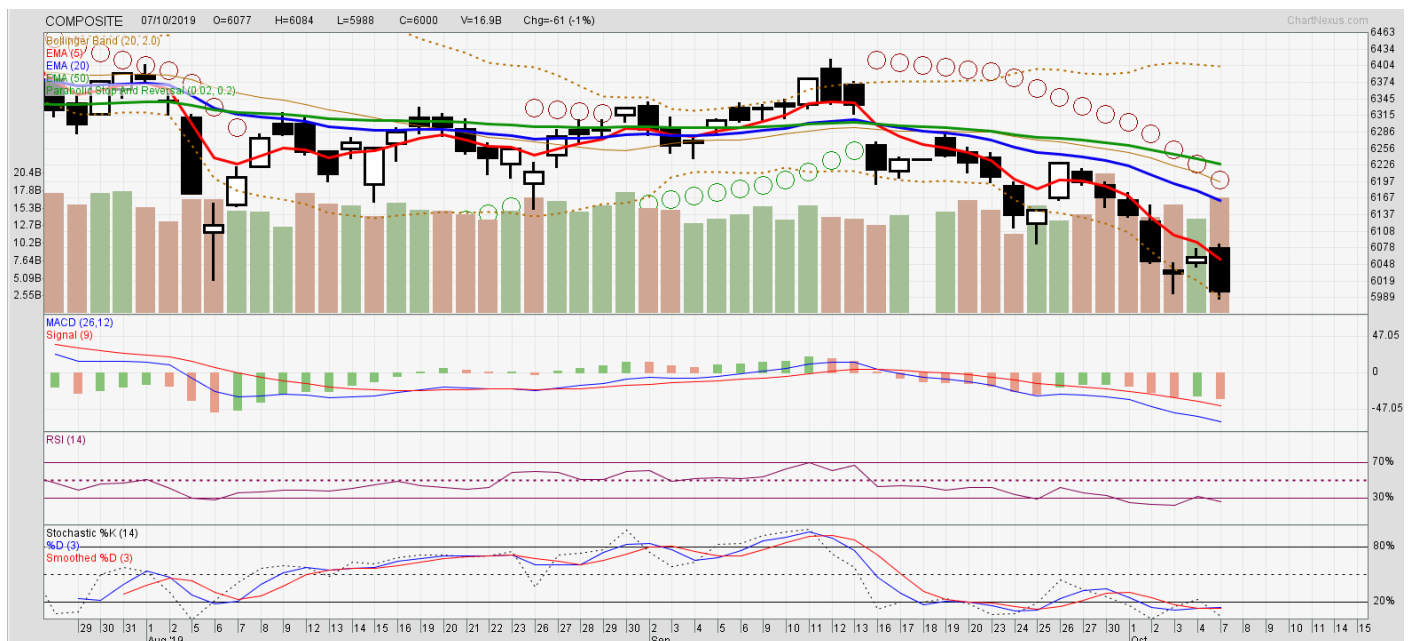 COMPOSITE 07/10/2019 O=6077 H=6084 L=5988 C=6000 V=16.9B Chg=-61 (-1%) ChartNexus.com
Bollinger Band (20, 2.0)
EMA (5)
EMA (20)
EMA (50)
Parabolic Stop And Reversal (0.02, 0.2)
6463
6434
6404
6374
6345
6315
6286
6256
6226
6197
6167
6137
6108
6078
6048
6019
5989
20.4B
17.8B
15.3B
12.7B
10.2B
7.64B
5.09B
2.55B
MACD (26,12)
Signal (9)
47.05
0
-47.05
RSI (14)
70%
30%
Stochastic %K (14)
%D (3)
Smoothed %D (3)
80%
20%
29 30 31 1 2 5 6 7 8 9 12 13 14 15 16 19 20 21 22 23 26 27 28 29 30 2 3 4 5 6 9 10 11 12 13 16 17 18 19 20 23 24 25 26 27 30 1 2 3 4 7 8 9 10 11 14 15
Aug '19 Sep Oct